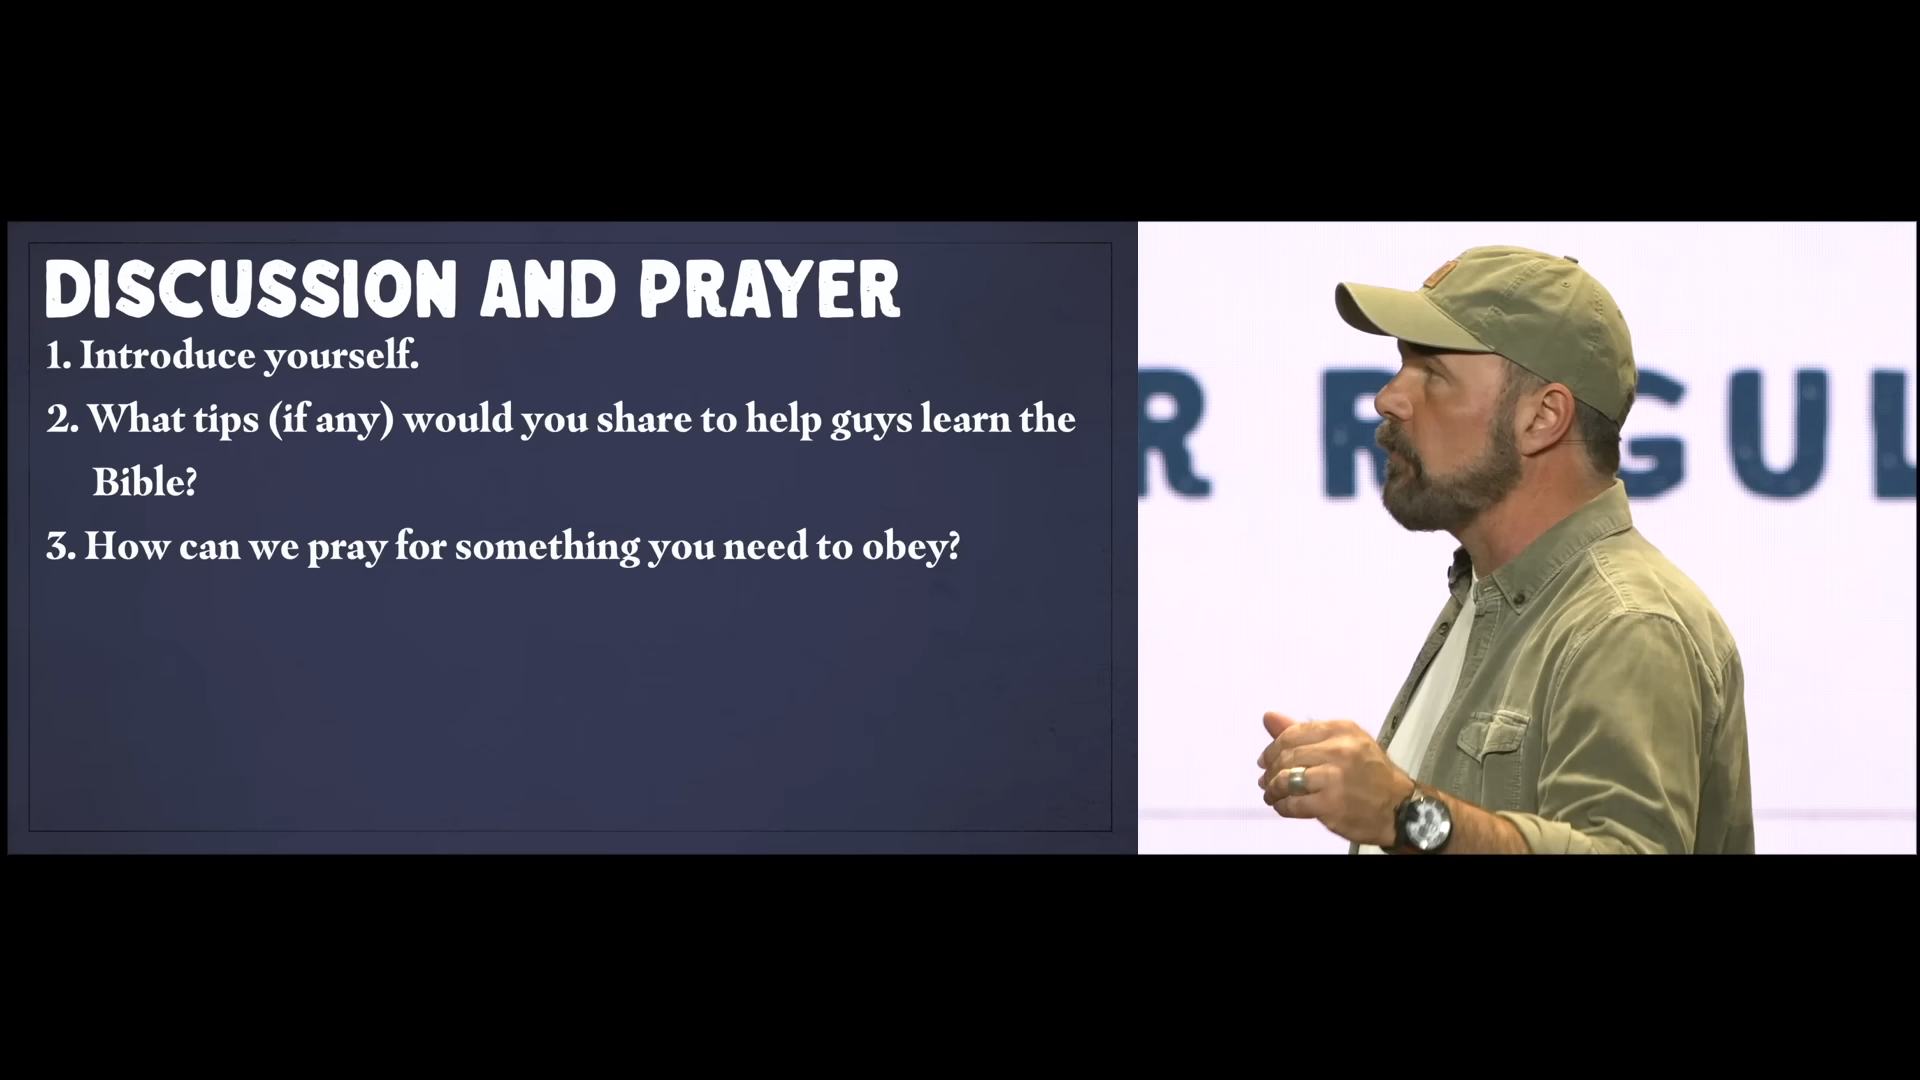 DISCUSSION AND PRAYER
1. Introduce yourself.
2. What tips (if any) would you share to help guys learn the
Bible?
3. How can we pray for something you need to obey?
R R GUL